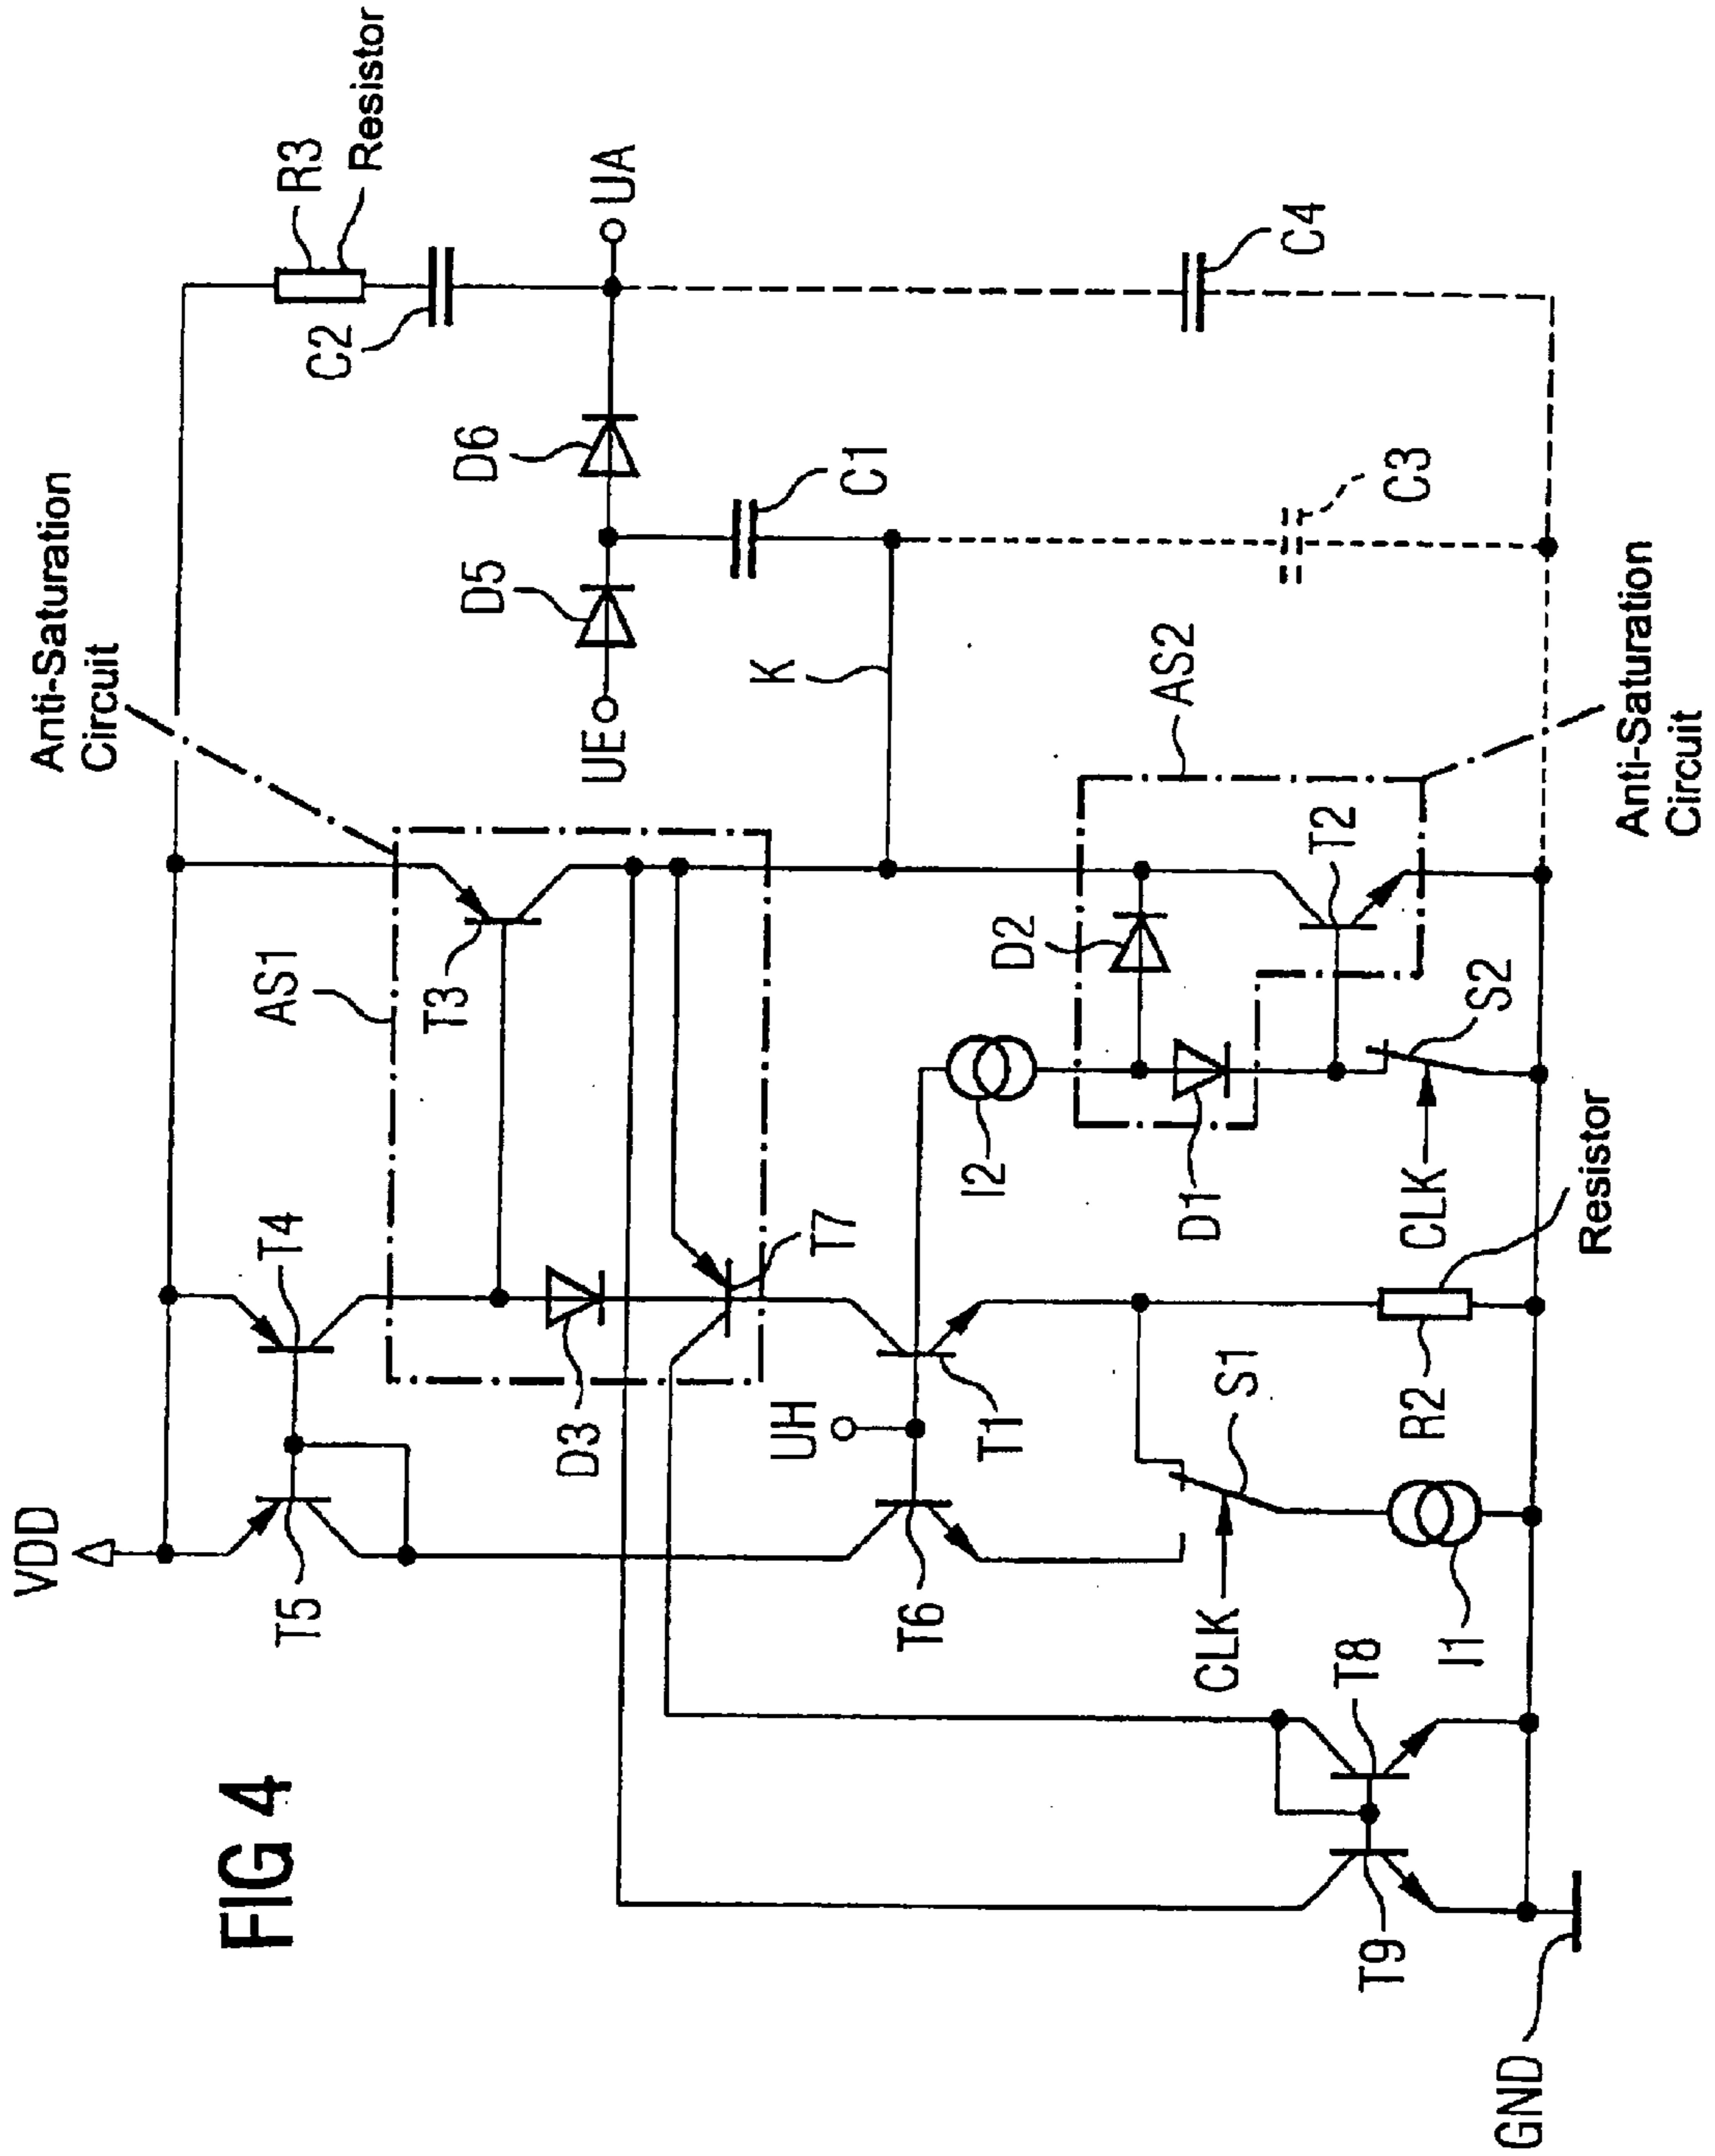 FIG 4
VDD
T5
T4
AS1
Anti-Saturation
Circuit
T3
R3
Resistor
C2
D6
D5
UE
UA
D3
T7
UH
T6
T1
I2
K
C1
D2
AS2
T2
D1
C4
C3
CLK
S1
CLK
S2
R2
Resistor
Anti-Saturation
Circuit
T9
T8
I1
GND